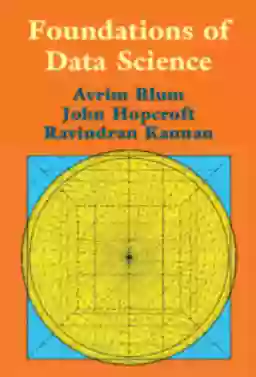 Foundations of
Data Science
Avrim Blum
John Hopcroft
Ravindran Kannan